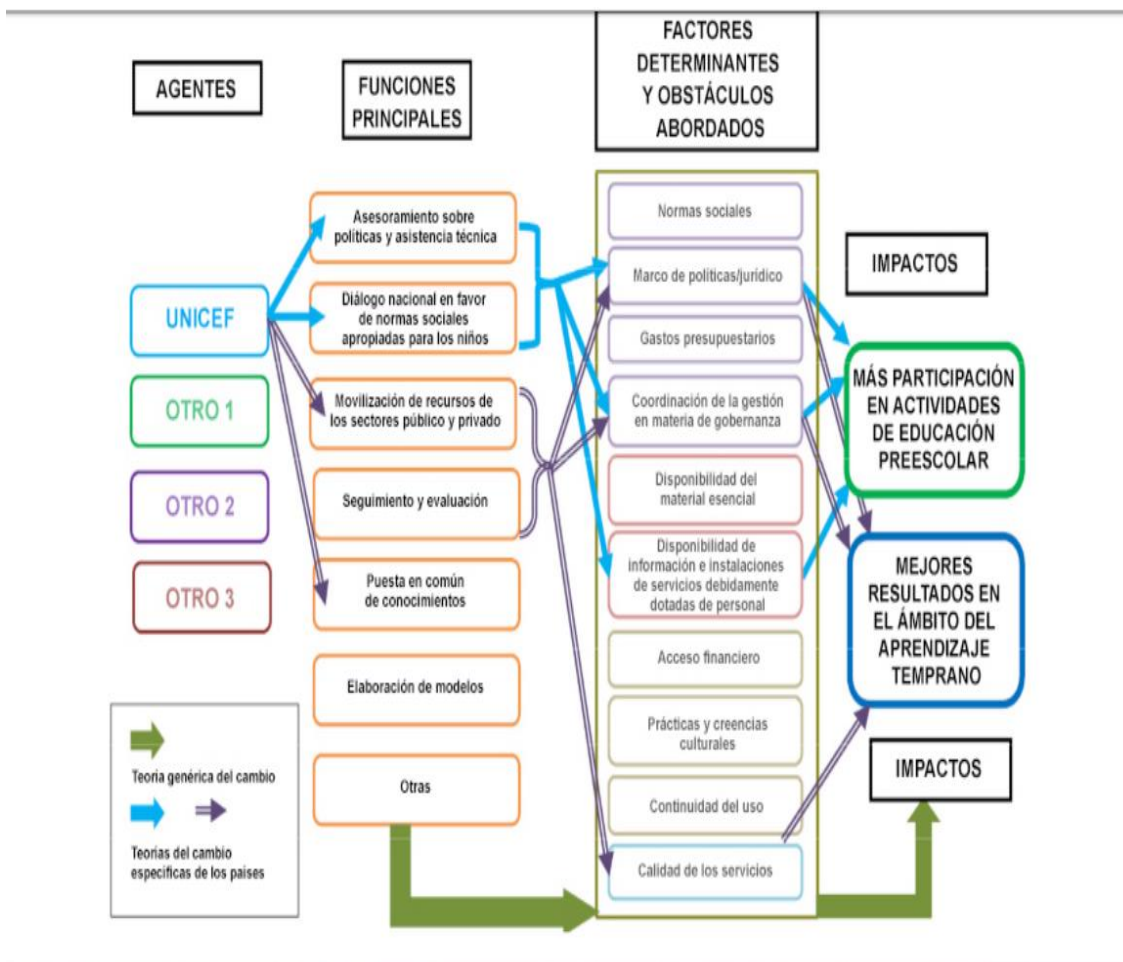 AGENTES
FUNCIONES
PRINCIPALES
FACTORES
DETERMINANTES
Y OBSTÁCULOS
ABORDADOS
UNICEF
OTRO 1
OTRO 2
OTRO 3
Asesoramiento sobre
políticas y asistencia técnica
Diálogo nacional en favor
de normas sociales
apropiadas para los niños
Movilización de recursos de
los sectores público y privado
Seguimiento y evaluación
Puesta en común
de conocimientos
Elaboración de modelos
Otras
Normas sociales
Marco de políticas/jurídico
Gastos presupuestarios
Coordinación de la gestión
en materia de gobernanza
Disponibilidad del
material esencial
Disponibilidad de
información e instalaciones
de servicios debidamente
dotadas de personal
Acceso financiero
Prácticas y creencias
culturales
Continuidad del uso
Calidad de los servicios
IMPACTOS
MÁS PARTICIPACIÓN
EN ACTIVIDADES
DE EDUCACIÓN
PREESCOLAR
MEJORES
RESULTADOS EN
EL ÁMBITO DEL
APRENDIZAJE
TEMPRANO
IMPACTOS
Teoría genérica del cambio
Teorías del cambio
específicas de los países